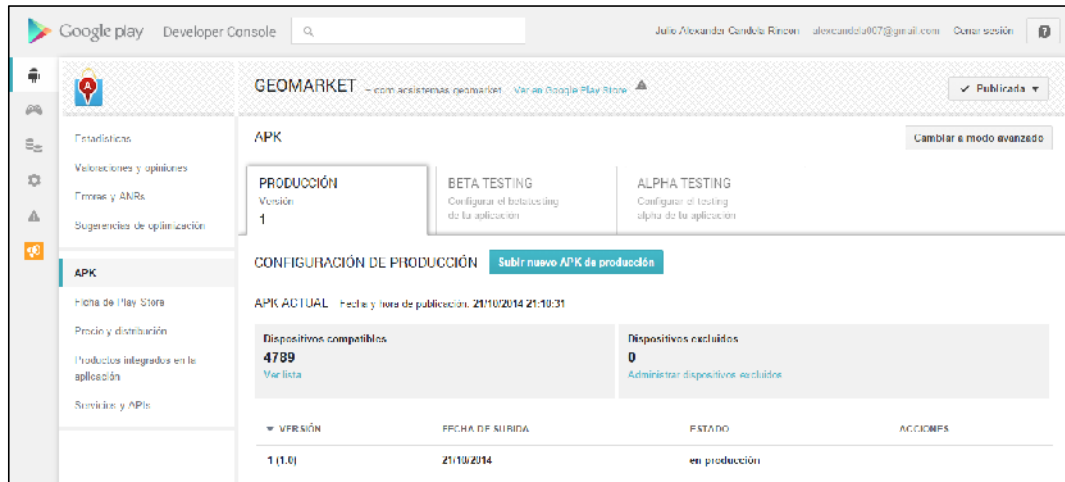 Google play Developer Console
Julio Alexander Candela Rincon alexcandela007@gmail.com Cerrar sesión
GEOMARKET - com acsistemas geomarket Ver en Google Play Store
Publicada
Estadísticas
Valoraciones y opiniones
Errores y ANRs
Sugerencias de optimización
APK
Ficha de Play Store
Precio y distribución
Productos integrados en la
aplicación
Servicios y APIs
APK
Cambiar a modo avanzado
PRODUCCIÓN
Versión
1
BETA TESTING
Configurar el betatesting
de tu aplicación
ALPHA TESTING
Configurar el testing
alpha de tu aplicación
CONFIGURACIÓN DE PRODUCCIÓN Subir nuevo APK de producción
APK ACTUAL Fecha y hora de publicación: 21/10/2014 21:10:31
Dispositivos compatibles
4789
Ver lista
Dispositivos excluidos
0
Administrar dispositivos excluidos
VERSIÓN FECHA DE SUBIDA ESTADO ACCIONES
1 (1.0) 21/10/2014 en producción